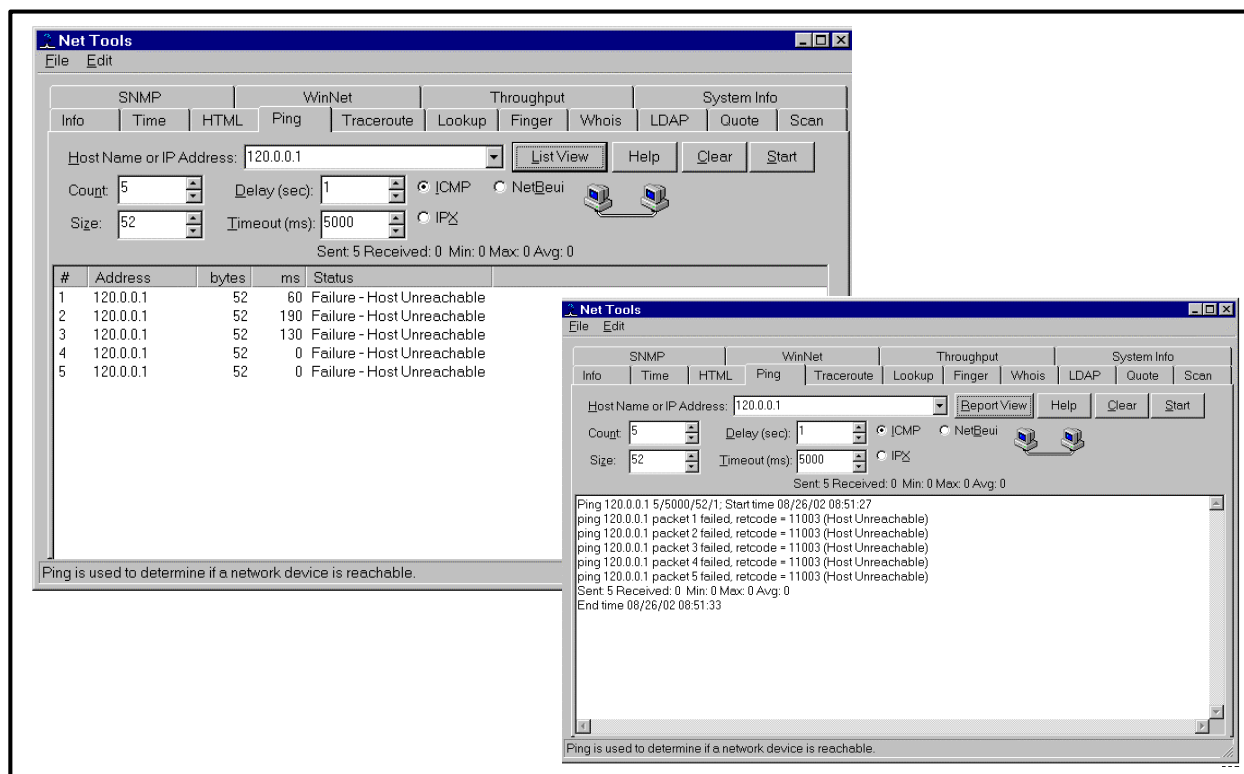 Net Tools
File Edit
SNMP WinNet Throughput System Info
Info Time HTML Ping Traceroute Lookup Finger Whois LDAP Quote Scan
Host Name or IP Address: 120.0.0.1 List View Help Clear Start
Count: 5 Delay (sec): 1 ICMP NetBeui
Size: 52 Timeout (ms): 5000 IPX
Sent: 5 Received: 0 Min: 0 Max: 0 Avg: 0
# Address bytes ms Status
1 120.0.0.1 52 60 Failure - Host Unreachable
2 120.0.0.1 52 190 Failure - Host Unreachable
3 120.0.0.1 52 130 Failure - Host Unreachable
4 120.0.0.1 52 0 Failure - Host Unreachable
5 120.0.0.1 52 0 Failure - Host Unreachable
Ping is used to determine if a network device is reachable.
Net Tools
File Edit
SNMP WinNet Throughput System Info
Info Time HTML Ping Traceroute Lookup Finger Whois LDAP Quote Scan
Host Name or IP Address: 120.0.0.1 Report View Help Clear Start
Count: 5 Delay (sec): 1 ICMP NetBeui
Size: 52 Timeout (ms): 5000 IPX
Sent: 5 Received: 0 Min: 0 Max: 0 Avg: 0
Ping 120.0.0.1 5/5000/52/1; Start time 08/26/02 08:51:27
ping 120.0.0.1 packet 1 failed, retcode = 11003 (Host Unreachable)
ping 120.0.0.1 packet 2 failed, retcode = 11003 (Host Unreachable)
ping 120.0.0.1 packet 3 failed, retcode = 11003 (Host Unreachable)
ping 120.0.0.1 packet 4 failed, retcode = 11003 (Host Unreachable)
ping 120.0.0.1 packet 5 failed, retcode = 11003 (Host Unreachable)
Sent: 5 Received: 0 Min: 0 Max: 0 Avg: 0
End time 08/26/02 08:51:33
Ping is used to determine if a network device is reachable.